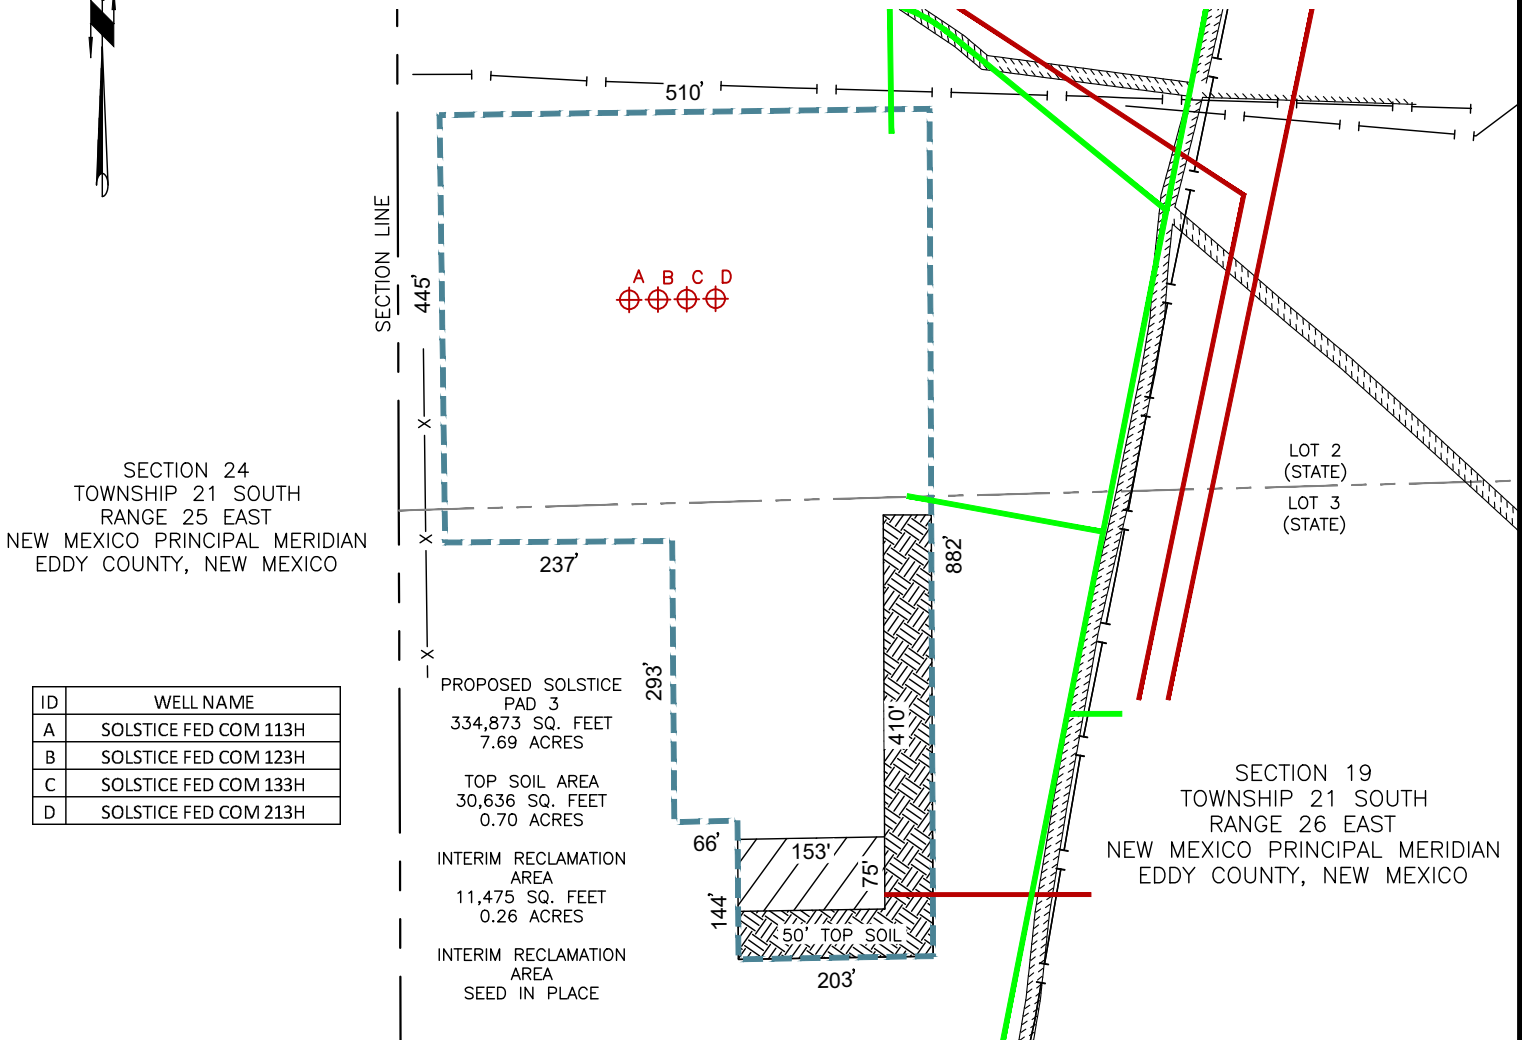 510'
SECTION LINE
445'
A B C D
SECTION 24
TOWNSHIP 21 SOUTH
RANGE 25 EAST
NEW MEXICO PRINCIPAL MERIDIAN
EDDY COUNTY, NEW MEXICO
LOT 2
(STATE)
LOT 3
(STATE)
X
X
X
237'
882'
293'
410'
ID WELL NAME
A SOLSTICE FED COM 113H
B SOLSTICE FED COM 123H
C SOLSTICE FED COM 133H
D SOLSTICE FED COM 213H
PROPOSED SOLSTICE
PAD 3
334,873 SQ. FEET
7.69 ACRES
TOP SOIL AREA
30,636 SQ. FEET
0.70 ACRES
INTERIM RECLAMATION
AREA
11,475 SQ. FEET
0.26 ACRES
INTERIM RECLAMATION
AREA
SEED IN PLACE
66'
153'
75'
144'
50' TOP SOIL
203'
SECTION 19
TOWNSHIP 21 SOUTH
RANGE 26 EAST
NEW MEXICO PRINCIPAL MERIDIAN
EDDY COUNTY, NEW MEXICO